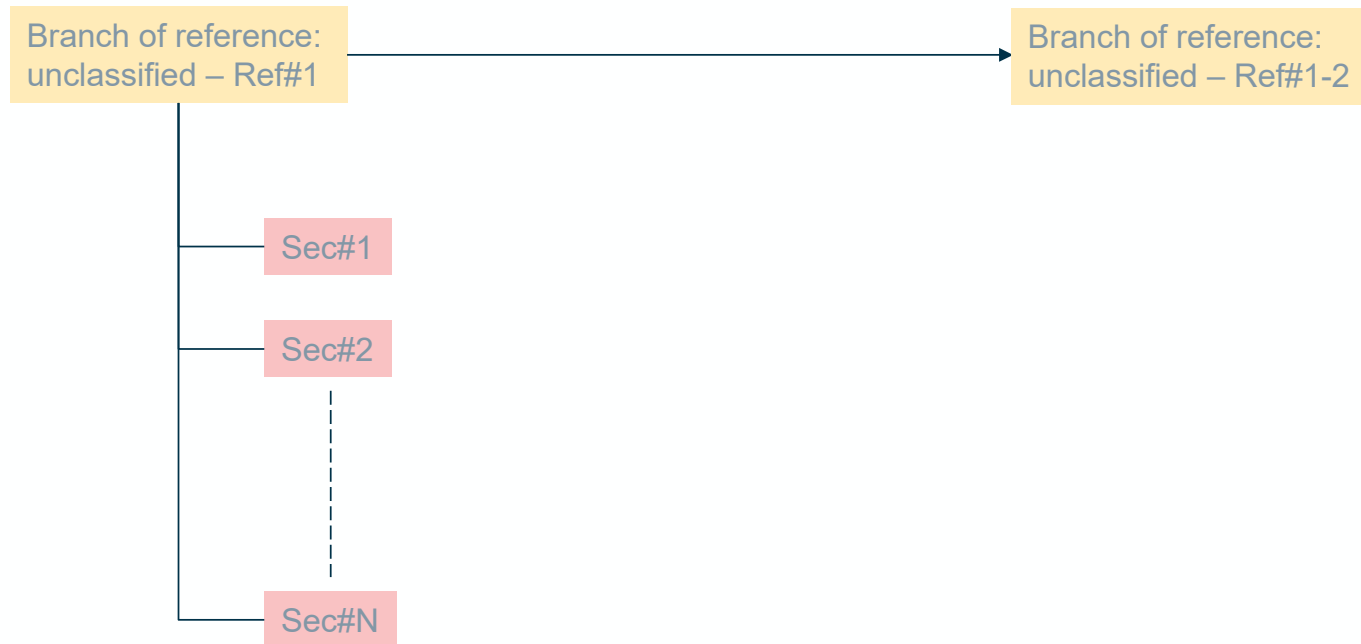 Branch of reference:
unclassified – Ref#1
Branch of reference:
unclassified – Ref#1-2
Sec#1
Sec#2
Sec#N